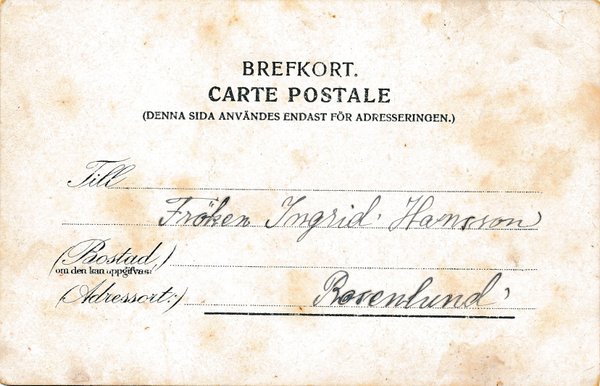 BREFKORT.
CARTE POSTALE
(DENNA SIDA ANVÄNDES ENDAST FÖR ADRESSERINGEN.)
Till
Fröken Ingrid Hansson
(Bostad,)
om den kan uppgifvas:
(Adressort:) Rosenlund